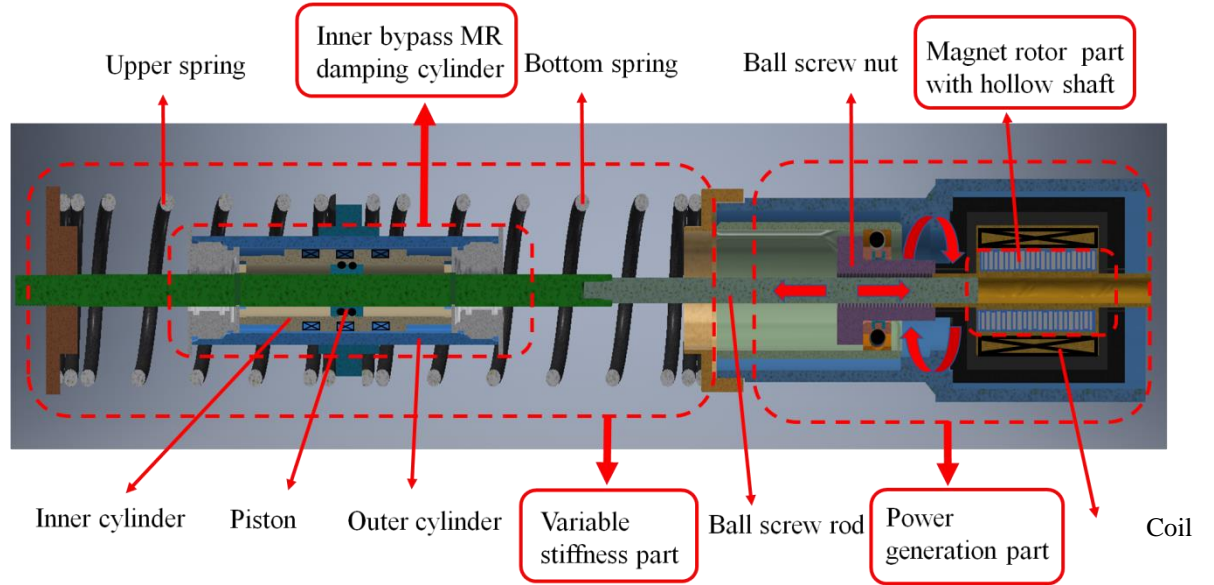 Upper spring
Inner bypass MR
damping cylinder
Bottom spring
Ball screw nut
Magnet rotor part
with hollow shaft
Inner cylinder
Piston
Outer cylinder
Variable
stiffness part
Ball screw rod
Power
generation part
Coil